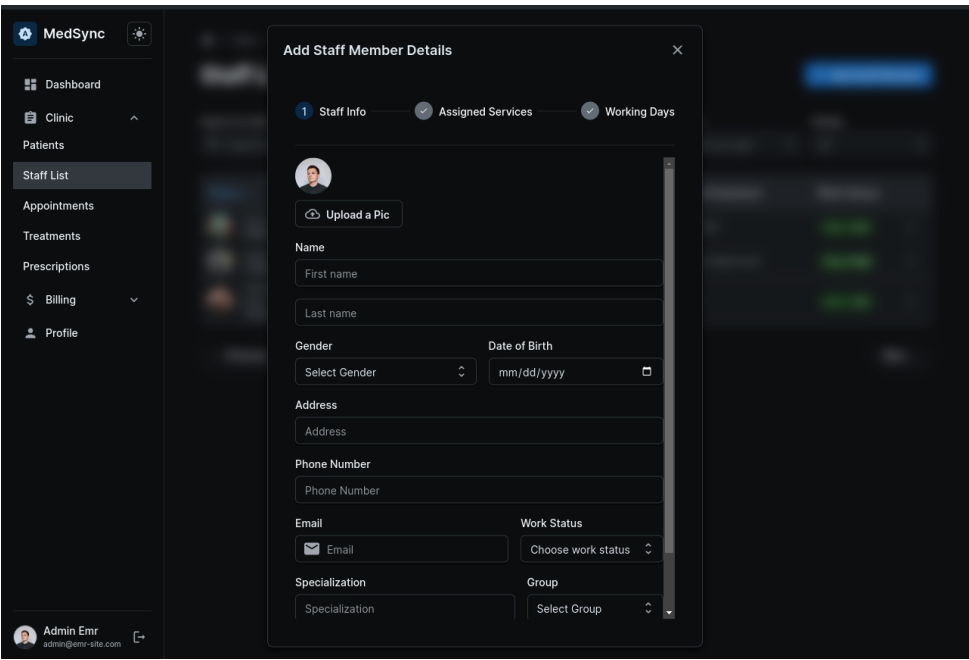 MedSync
Dashboard
Clinic
Patients
Staff List
Appointments
Treatments
Prescriptions
$ Billing
Profile
Admin Emr
admin@emr-site.com
Add Staff Member Details
1 Staff Info
Assigned Services
Working Days
Upload a Pic
Name
First name
Last name
Gender Date of Birth
Select Gender mm/dd/yyyy
Address
Address
Phone Number
Phone Number
Email Work Status
Email Choose work status
Specialization Group
Specialization Select Group